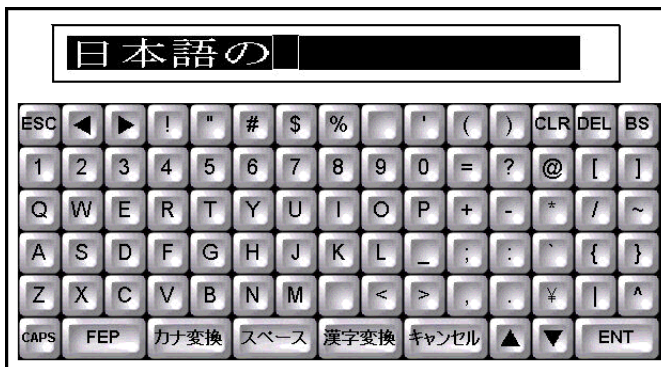 日本語の
ESC ◀ ▶ ! " # $ % ' ( ) CLR DEL BS
1 2 3 4 5 6 7 8 9 0 = ? @ [ ]
Q W E R T Y U I O P + - * / ~
A S D F G H J K L _ ; : ` { }
Z X C V B N M < > , . ¥ | ^
CAPS FEP カナ変換 スペース 漢字変換 キャンセル ▲ ▼ ENT